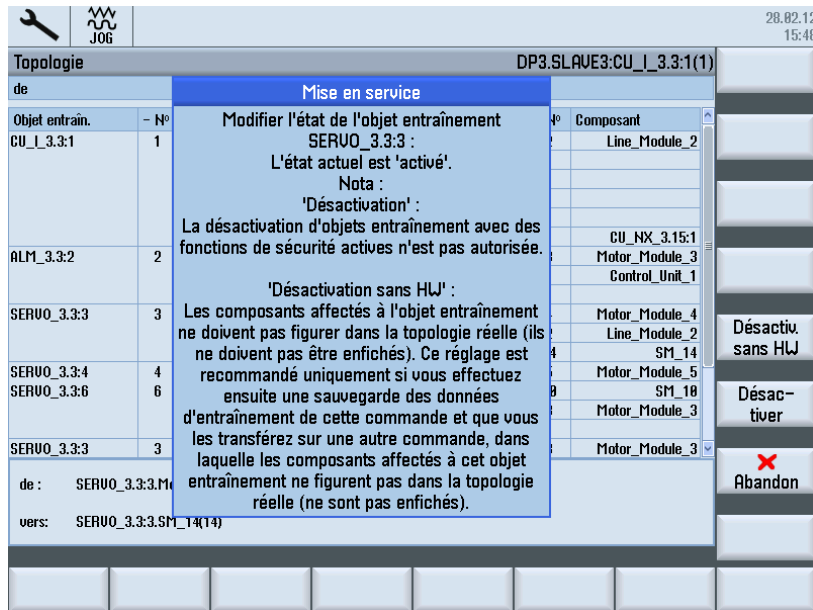 28.02.12
JOG
15:48
Topologie DP3.SLAVE3:CU_I_3.3:1(1)
de
Mise en service
Modifier l'état de l'objet entraînement
SERVO_3.3:3 :
L'état actuel est 'activé'.
Nota :
'Désactivation' :
La désactivation d'objets entraînement avec des
fonctions de sécurité actives n'est pas autorisée.
'Désactivation sans HW' :
Les composants affectés à l'objet entraînement
ne doivent pas figurer dans la topologie réelle (ils
ne doivent pas être enfichés). Ce réglage est
recommandé uniquement si vous effectuez
ensuite une sauvegarde des données
d'entraînement de cette commande et que vous
les transférez sur une autre commande, dans
laquelle les composants affectés à cet objet
entraînement ne figurent pas dans la topologie
réelle (ne sont pas enfichés).
Objet entraîn. - Nº Nº Composant
CU_I_3.3:1 1 Line_Module_2
CU_NX_3.15:1
ALM_3.3:2 2 Motor_Module_3
Control_Unit_1
SERVO_3.3:3 3 Motor_Module_4
Line_Module_2
4 SM_14
SERVO_3.3:4 4 Motor_Module_5
SERVO_3.3:6 6 0 SM_10
Motor_Module_3
SERVO_3.3:3 3 Motor_Module_3
de : SERVO_3.3:3.M
vers: SERVO_3.3:3.SM_14(14)
Désactiv.
sans HW
Désac-
tiver
Abandon